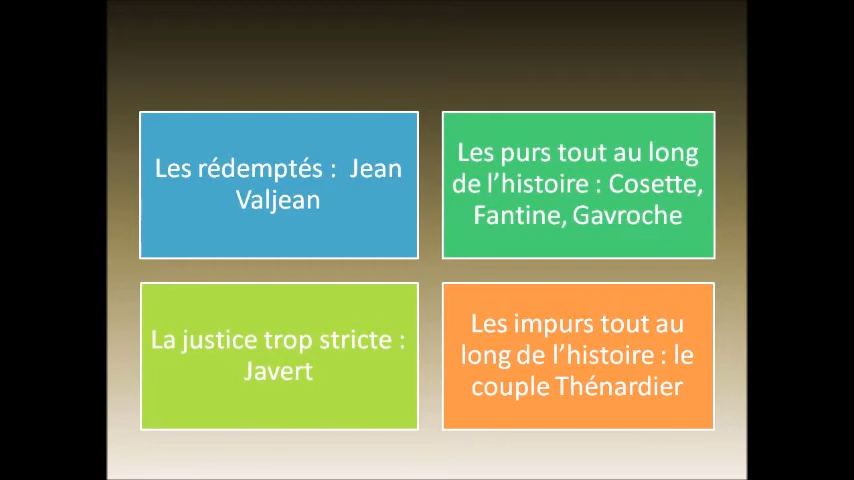 Les rédemptés : Jean
Valjean
Les purs tout au long
de l’histoire : Cosette,
Fantine, Gavroche
La justice trop stricte :
Javert
Les impurs tout au
long de l’histoire : le
couple Thénardier